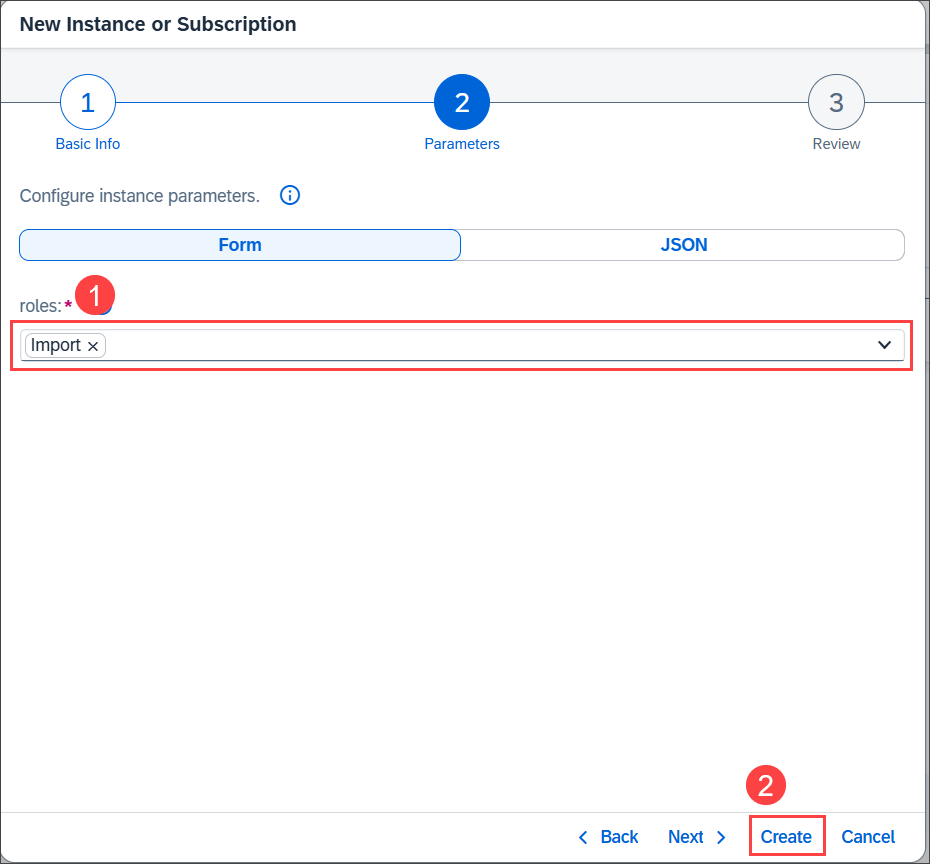 New Instance or Subscription
1 2 3
Basic Info Parameters Review
Configure instance parameters.
Form JSON
roles:* 1
Import
2
Back Next Create Cancel